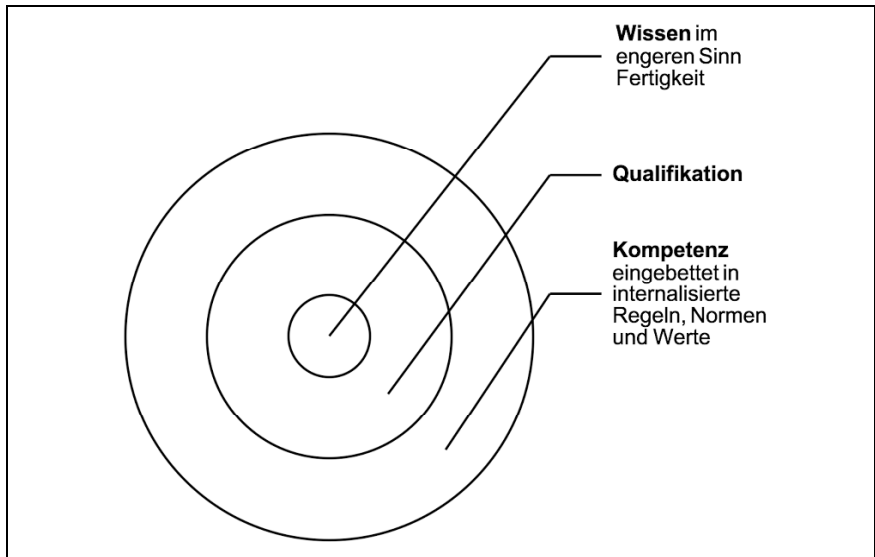 Wissen im
engeren Sinn
Fertigkeit
Qualifikation
Kompetenz
eingebettet in
internalisierte
Regeln, Normen
und Werte